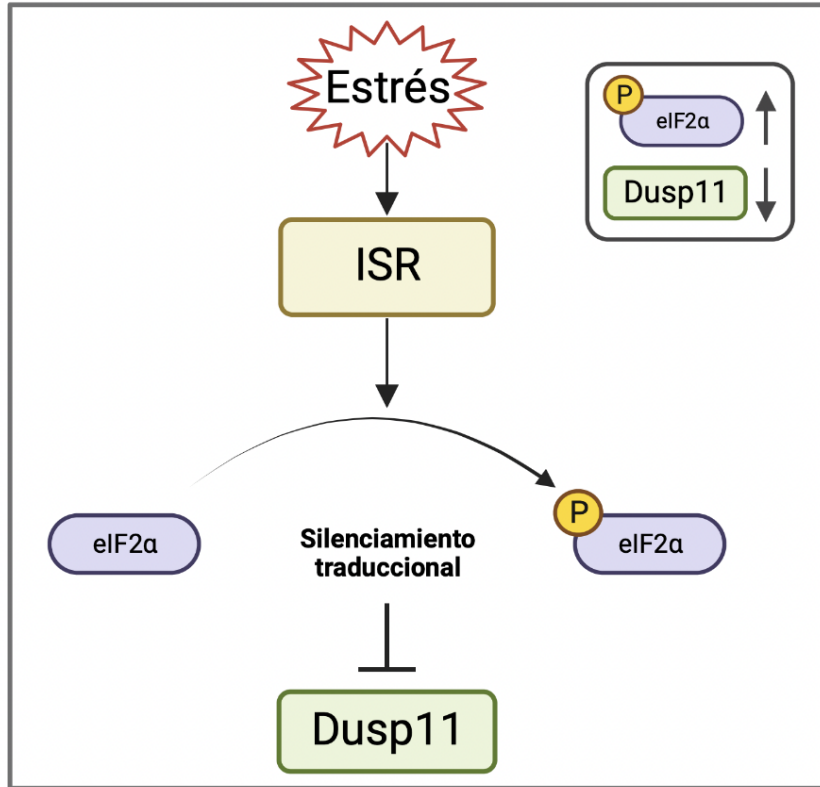 Estrés
P
eIF2α
Dusp11
ISR
eIF2α
P
eIF2α
Silenciamiento
traduccional
Dusp11